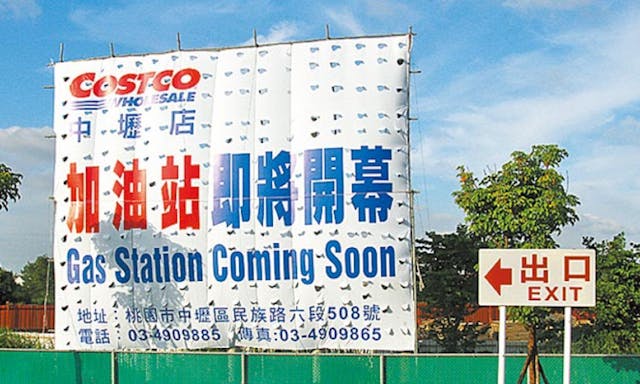 COSTCO
WHOLESALE
中壢店
加油站即將開幕
Gas Station Coming Soon
地址：桃園市中壢區民族路六段508號
電話：03-4909885 傳真:03-4909865
出口
EXIT